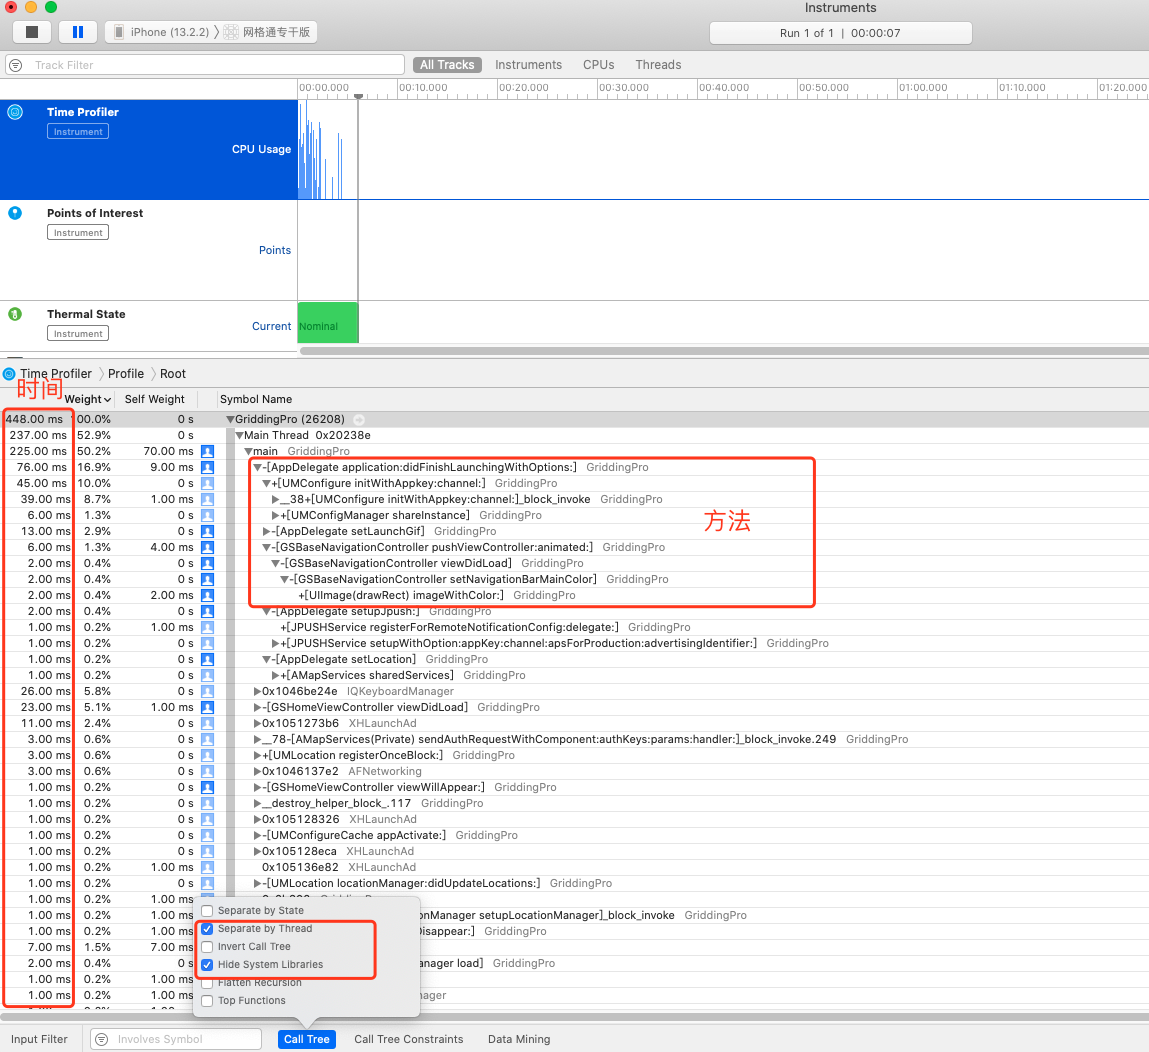 Instruments
iPhone (13.2.2) 〉 网格通专干版
Run 1 of 1 | 00:00:07
Track Filter
All Tracks Instruments CPUs Threads
00:00.000 00:10.000 00:20.000 00:30.000 00:40.000 00:50.000 01:00.000 01:10.000 01:20.000
Time Profiler
Instrument
CPU Usage
Points of Interest
Instrument
Points
Thermal State
Instrument
Current
Nominal
Time Profiler 〉 Profile 〉 Root
时间
Weight Self Weight Symbol Name
448.00 ms 100.0% 0 s GriddingPro (26208)
237.00 ms 52.9% 0 s Main Thread 0x20238e
225.00 ms 50.2% 70.00 ms main GriddingPro
76.00 ms 16.9% 9.00 ms -[AppDelegate application:didFinishLaunchingWithOptions:] GriddingPro
45.00 ms 10.0% 0 s +[UMConfigure initWithAppkey:channel:] GriddingPro
39.00 ms 8.7% 1.00 ms __38+[UMConfigure initWithAppkey:channel:]_block_invoke GriddingPro
6.00 ms 1.3% 0 s +[UMConfigManager shareInstance] GriddingPro
方法
13.00 ms 2.9% 0 s -[AppDelegate setLaunchGif] GriddingPro
6.00 ms 1.3% 4.00 ms -[GSBaseNavigationController pushViewController:animated:] GriddingPro
2.00 ms 0.4% 0 s -[GSBaseNavigationController viewDidLoad] GriddingPro
2.00 ms 0.4% 0 s -[GSBaseNavigationController setNavigationBarMainColor] GriddingPro
2.00 ms 0.4% 2.00 ms +[UIImage(drawRect) imageWithColor:] GriddingPro
2.00 ms 0.4% 0 s -[AppDelegate setupJpush:] GriddingPro
1.00 ms 0.2% 1.00 ms +[JPUSHService registerForRemoteNotificationConfig:delegate:] GriddingPro
1.00 ms 0.2% 0 s +[JPUSHService setupWithOption:appKey:channel:apsForProduction:advertisingIdentifier:] GriddingPro
1.00 ms 0.2% 0 s -[AppDelegate setLocation] GriddingPro
1.00 ms 0.2% 0 s +[AMapServices sharedServices] GriddingPro
26.00 ms 5.8% 0 s 0x1046be24e IQKeyboardManager
23.00 ms 5.1% 1.00 ms -[GSHomeViewController viewDidLoad] GriddingPro
11.00 ms 2.4% 0 s 0x1051273b6 XHLaunchAd
3.00 ms 0.6% 0 s __78-[AMapServices(Private) sendAuthRequestWithComponent:authKeys:params:handler:]_block_invoke.249 GriddingPro
3.00 ms 0.6% 0 s +[UMLocation registerOnceBlock:] GriddingPro
3.00 ms 0.6% 0 s 0x1046137e2 AFNetworking
1.00 ms 0.2% 0 s -[GSHomeViewController viewWillAppear:] GriddingPro
1.00 ms 0.2% 0 s __destroy_helper_block_.117 GriddingPro
1.00 ms 0.2% 0 s 0x105128326 XHLaunchAd
1.00 ms 0.2% 0 s -[UMConfigureCache appActivate:] GriddingPro
1.00 ms 0.2% 0 s 0x105128eca XHLaunchAd
1.00 ms 0.2% 1.00 ms 0x105136e82 XHLaunchAd
1.00 ms 0.2% 0 s -[UMLocation locationManager:didUpdateLocations:] GriddingPro
1.00 ms 0.2% 1.00 ms
1.00 ms 0.2% 1.00 ms onManager setupLocationManager]_block_invoke GriddingPro
1.00 ms 0.2% 1.00 ms Disappear:] GriddingPro
7.00 ms 1.5% 7.00 ms
2.00 ms 0.4% 0 s anager load] GriddingPro
1.00 ms 0.2% 1.00 ms
1.00 ms 0.2% 1.00 ms nager
Separate by State
Separate by Thread
Invert Call Tree
Hide System Libraries
Flatten Recursion
Top Functions
Input Filter Involves Symbol Call Tree Call Tree Constraints Data Mining